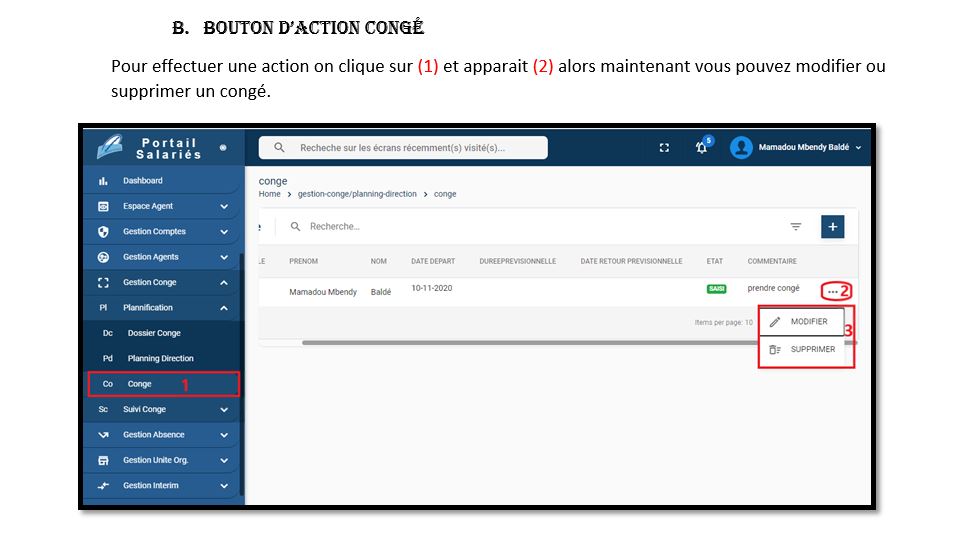 B. BOUTON D'ACTION CONGÉ
Pour effectuer une action on clique sur (1) et apparait (2) alors maintenant vous pouvez modifier ou
supprimer un congé.
Portail
Salariés
Recheche sur les écrans récemment(s) visité(s)...
5
Mamadou Mbendy Baldé
Dashboard
Espace Agent
Gestion Comptes
Gestion Agents
Gestion Conge
Pl Plannification
Dc Dossier Conge
Pd Planning Direction
Co Conge 1
Sc Suivi Conge
Gestion Absence
Gestion Unite Org.
Gestion Interim
conge
Home > gestion-conge/planning-direction > conge
e
Recherche...
+
LE PRENOM NOM DATE DEPART DUREEPREVISIONNELLE DATE RETOUR PREVISIONNELLE ETAT COMMENTAIRE
Mamadou Mbendy Baldé 10-11-2020 SAISI prendre congé ... 2
Items per page: 10
MODIFIER
3
SUPPRIMER